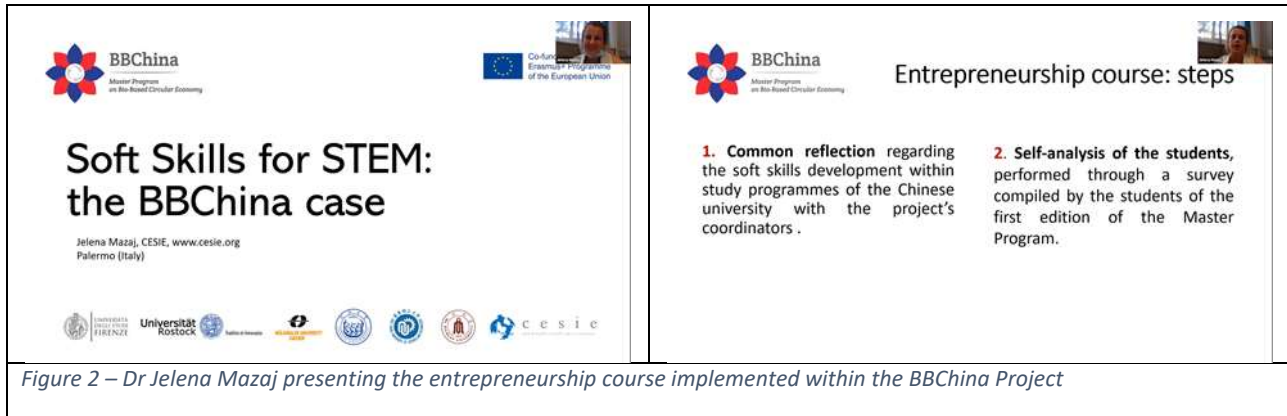 BBChina
Master Program
on Bio-Based Circular Economy
Erasmus+ Programme
of the European Union
Soft Skills for STEM:
the BBChina case
Jelena Mazaj, CESIE, www.cesie.org
Palermo (Italy)
UNIVERSITÀ
DEGLI STUDI
FIRENZE
Universität
Rostock
cesie
BBChina
Master Program
on Bio-Based Circular Economy
Entrepreneurship course: steps
1. Common reflection regarding
the soft skills development within
study programmes of the Chinese
university with the project's
coordinators .
2. Self-analysis of the students,
performed through a survey
compiled by the students of the
first edition of the Master
Program.
Figure 2 – Dr Jelena Mazaj presenting the entrepreneurship course implemented within the BBChina Project